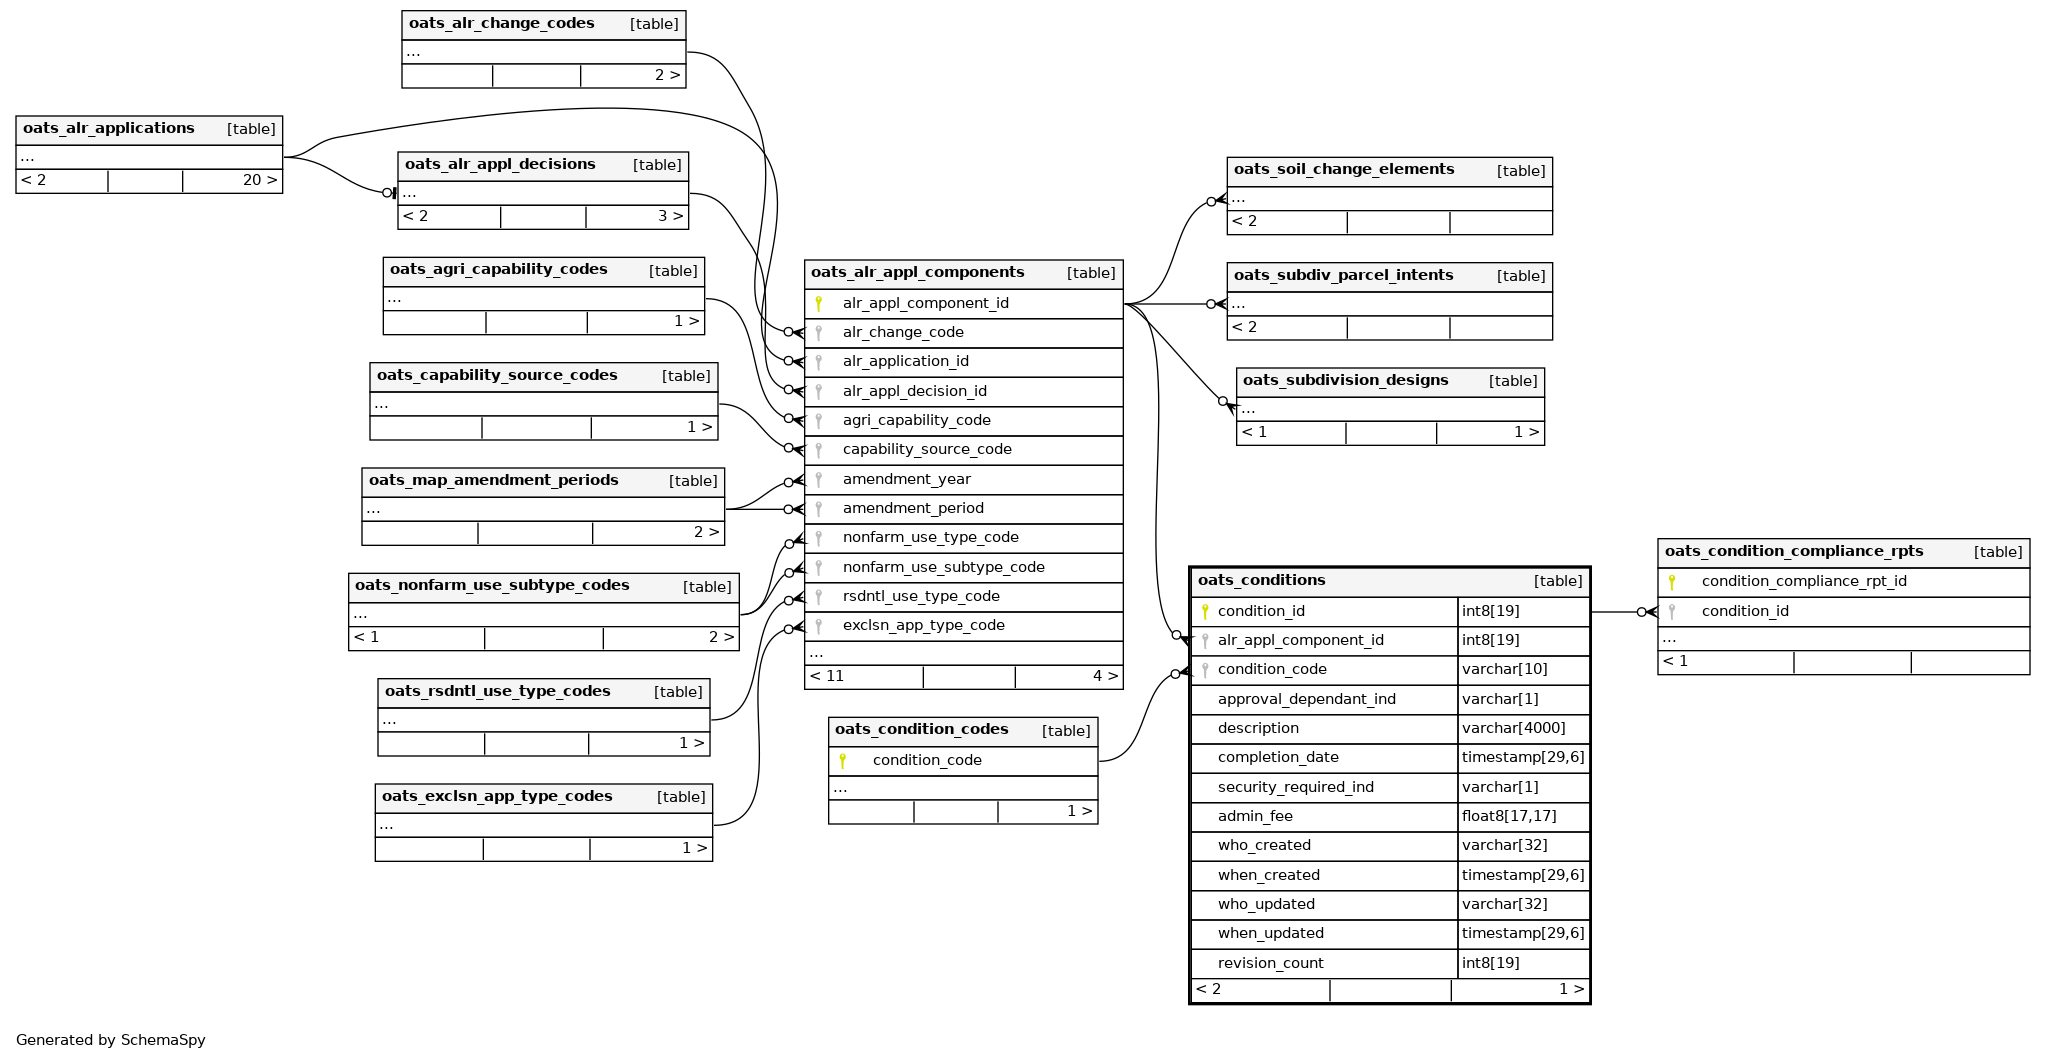 oats_alr_change_codes [table]
...
2 >
oats_alr_applications [table]
...
< 2 20 >
oats_alr_appl_decisions [table]
...
< 2 3 >
oats_agri_capability_codes [table]
...
1 >
oats_capability_source_codes [table]
...
1 >
oats_map_amendment_periods [table]
...
2 >
oats_nonfarm_use_subtype_codes [table]
...
< 1 2 >
oats_rsdntl_use_type_codes [table]
...
1 >
oats_exclsn_app_type_codes [table]
...
1 >
oats_alr_appl_components [table]
alr_appl_component_id
alr_change_code
alr_application_id
alr_appl_decision_id
agri_capability_code
capability_source_code
amendment_year
amendment_period
nonfarm_use_type_code
nonfarm_use_subtype_code
rsdntl_use_type_code
exclsn_app_type_code
...
< 11 4 >
oats_condition_codes [table]
condition_code
...
1 >
oats_soil_change_elements [table]
...
< 2
oats_subdiv_parcel_intents [table]
...
< 2
oats_subdivision_designs [table]
...
< 1 1 >
oats_conditions [table]
condition_id int8[19]
alr_appl_component_id int8[19]
condition_code varchar[10]
approval_dependant_ind varchar[1]
description varchar[4000]
completion_date timestamp[29,6]
security_required_ind varchar[1]
admin_fee float8[17,17]
who_created varchar[32]
when_created timestamp[29,6]
who_updated varchar[32]
when_updated timestamp[29,6]
revision_count int8[19]
< 2 1 >
oats_condition_compliance_rpts [table]
condition_compliance_rpt_id
condition_id
...
< 1
Generated by SchemaSpy